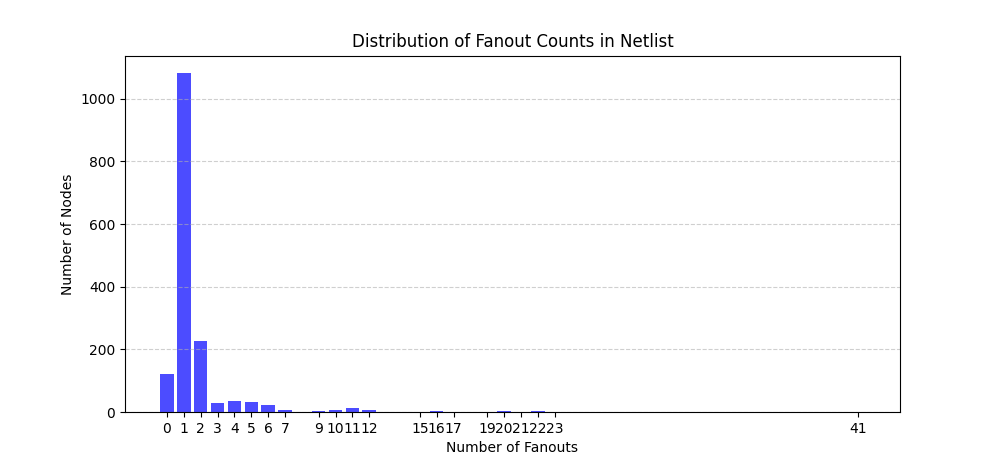 Distribution of Fanout Counts in Netlist
Number of Nodes
1000
800
600
400
200
0
0 1 2 3 4 5 6 7 9 10 11 12 15 16 17 19 20 21 22 23 41
Number of Fanouts